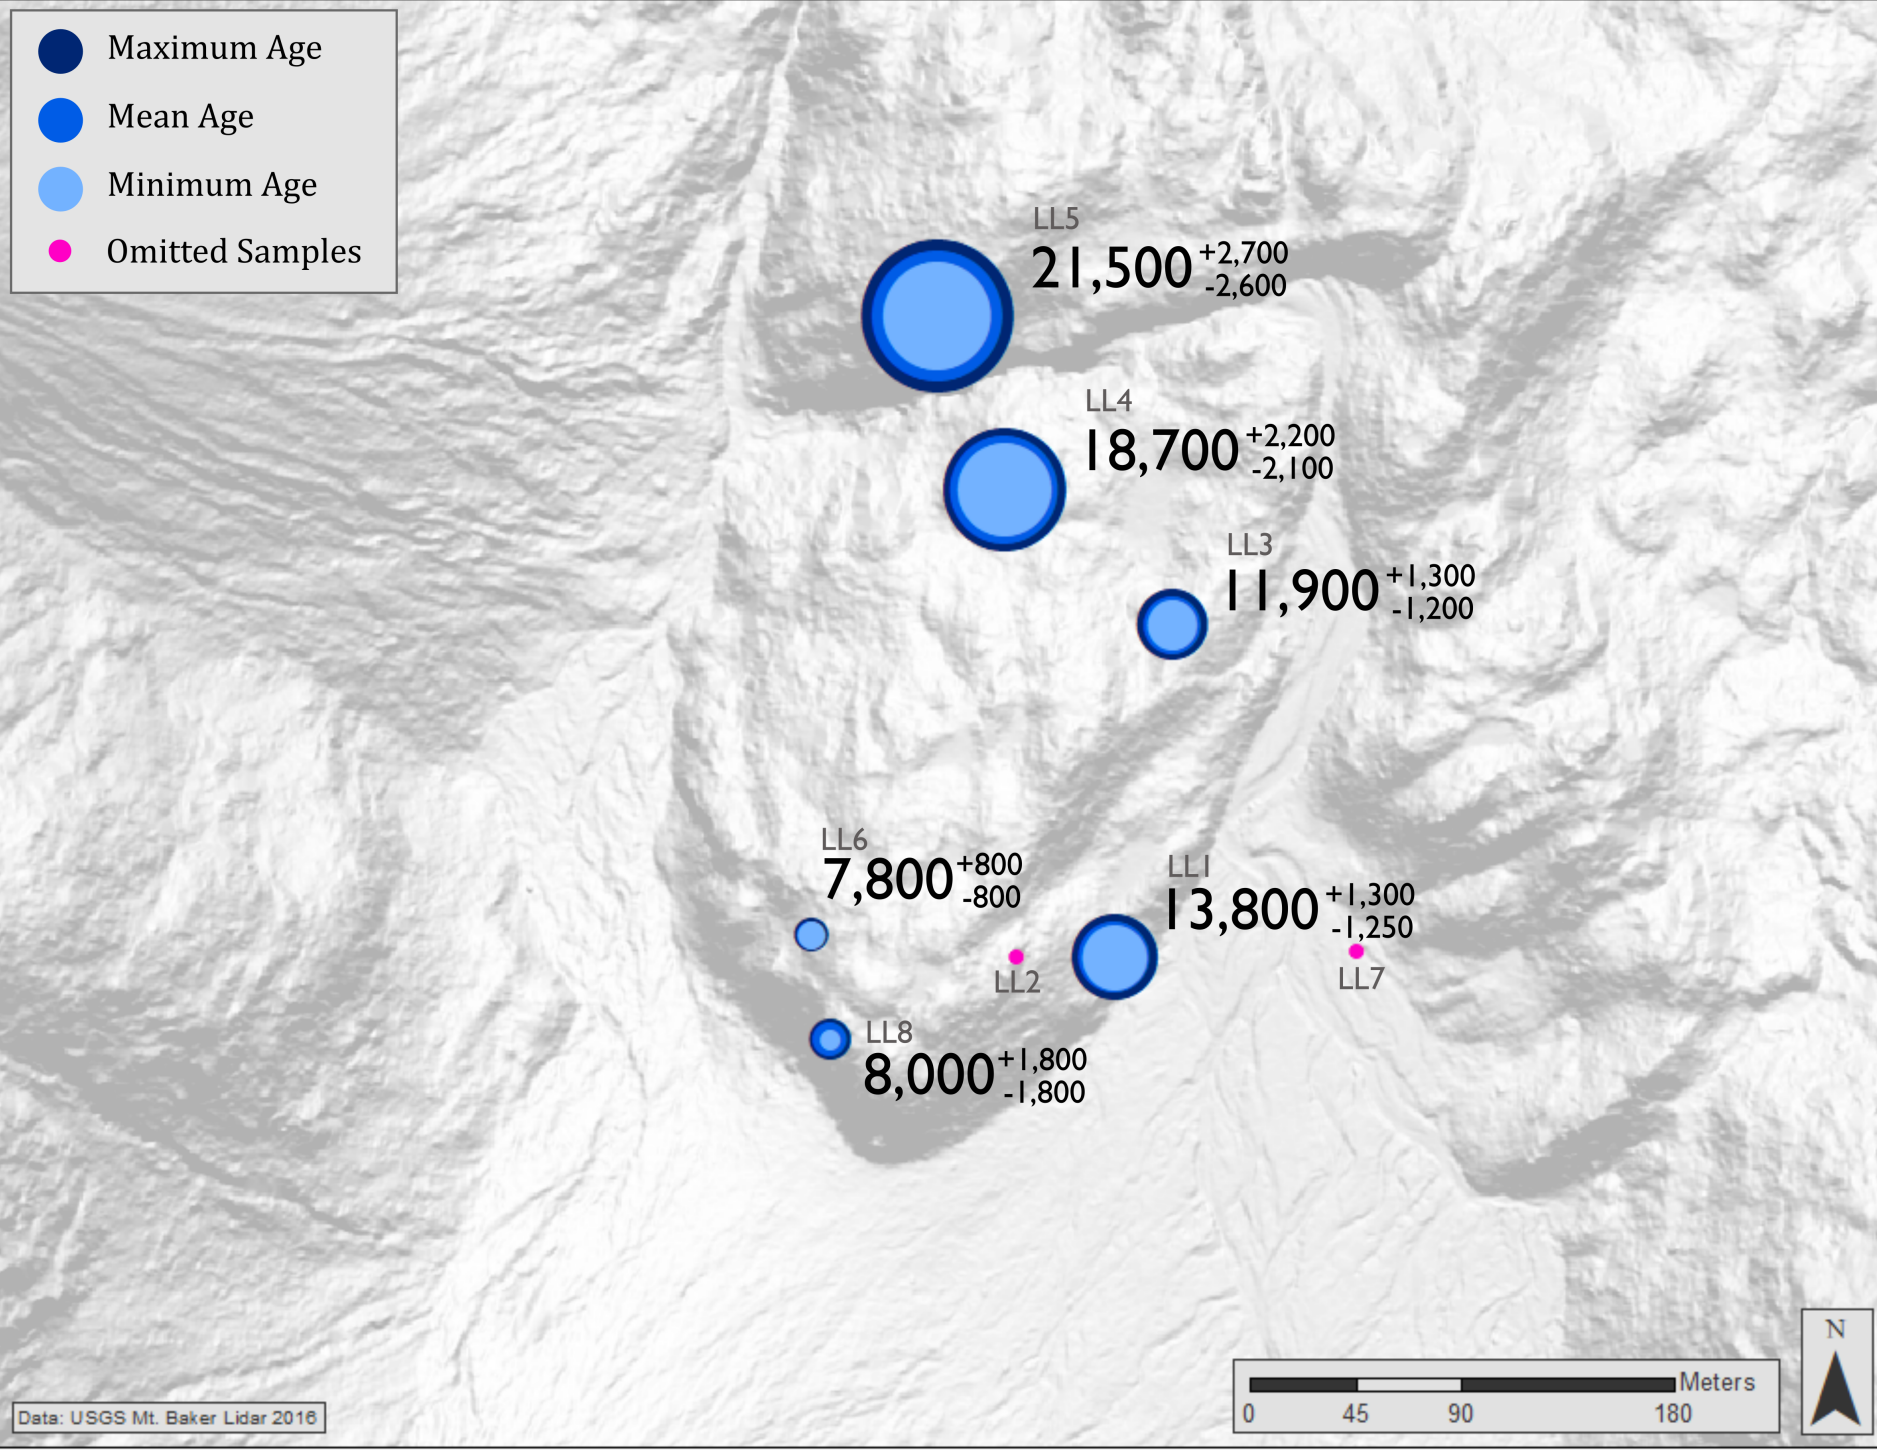 Maximum Age
Mean Age
Minimum Age
Omitted Samples
LL5
21,500 +2,700
-2,600
LL4
18,700 +2,200
-2,100
LL3
11,900 +1,300
-1,200
LL6
7,800 +800
-800
LL1
13,800 +1,300
-1,250
LL2
LL7
LL8
8,000 +1,800
-1,800
N
Meters
0 45 90 180
Data: USGS Mt. Baker Lidar 2016